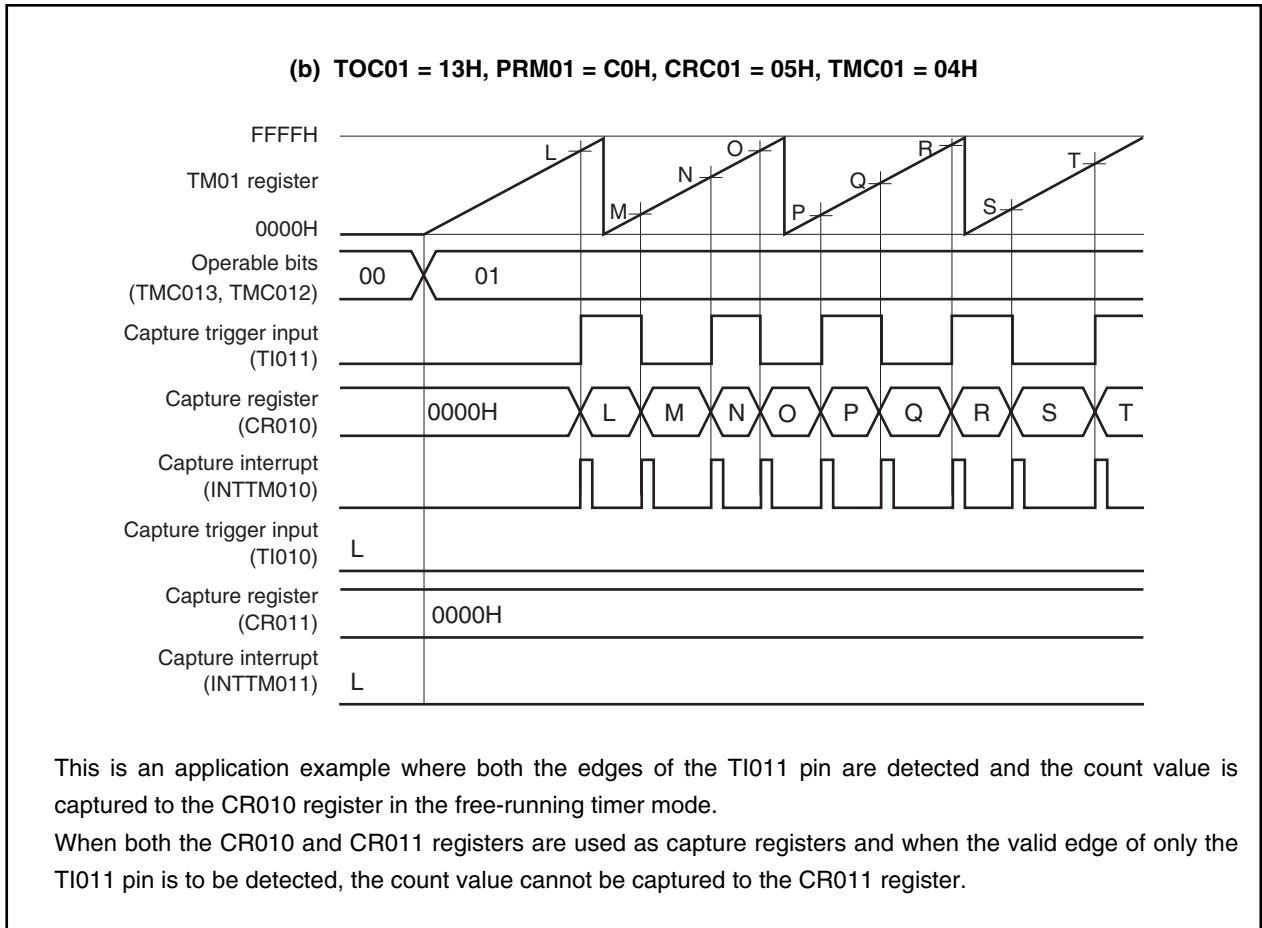 (b) TOC01 = 13H, PRM01 = C0H, CRC01 = 05H, TMC01 = 04H
FFFFH
TM01 register
0000H
L
M
N
O
P
Q
R
S
T
Operable bits
(TMC013, TMC012)
00
01
Capture trigger input
(TI011)
Capture register
(CR010)
0000H
L
M
N
O
P
Q
R
S
T
Capture interrupt
(INTTM010)
Capture trigger input
(TI010)
L
Capture register
(CR011)
0000H
Capture interrupt
(INTTM011)
L
This is an application example where both the edges of the TI011 pin are detected and the count value is
captured to the CR010 register in the free-running timer mode.
When both the CR010 and CR011 registers are used as capture registers and when the valid edge of only the
TI011 pin is to be detected, the count value cannot be captured to the CR011 register.